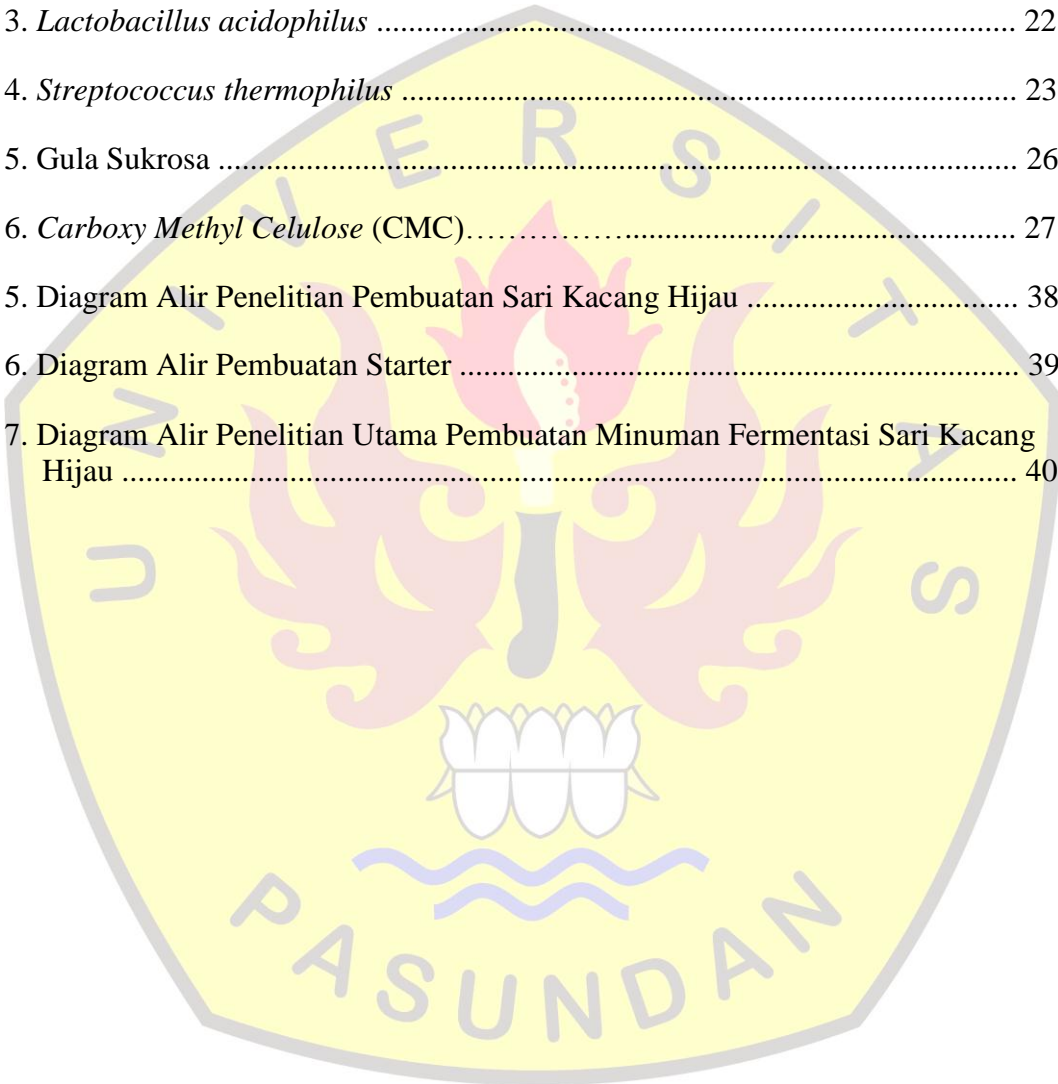 3. Lactobacillus acidophilus .............................................................................. 22
4. Streptococcus thermophilus ........................................................................... 23
5. Gula Sukrosa ................................................................................................. 26
6. Carboxy Methyl Celulose (CMC)……………................................................ 27
5. Diagram Alir Penelitian Pembuatan Sari Kacang Hijau ................................. 38
6. Diagram Alir Pembuatan Starter .................................................................... 39
7. Diagram Alir Penelitian Utama Pembuatan Minuman Fermentasi Sari Kacang
Hijau ............................................................................................................. 40
UNIVERSITAS
PASUNDAN